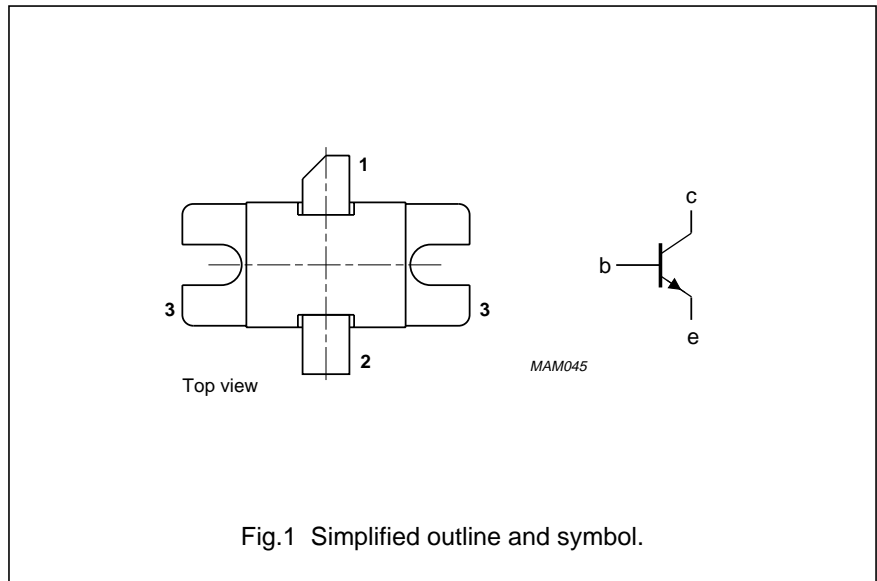 1
c
b
3
3
e
2
MAM045
Top view
Fig.1 Simplified outline and symbol.